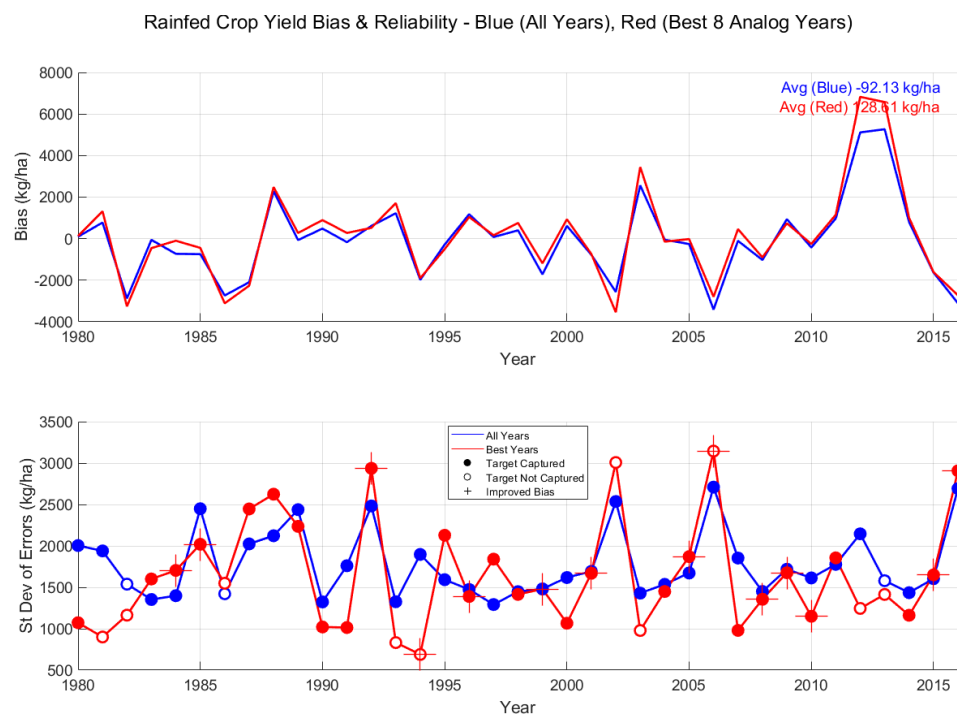 Rainfed Crop Yield Bias & Reliability - Blue (All Years), Red (Best 8 Analog Years)
8000
6000
4000
2000
0
-2000
-4000
Bias (kg/ha)
Avg (Blue) -92.13 kg/ha
Avg (Red) 128.61 kg/ha
1980
1985
1990
1995
2000
2005
2010
2015
Year
3500
3000
2500
2000
1500
1000
500
St Dev of Errors (kg/ha)
All Years
Best Years
Target Captured
Target Not Captured
Improved Bias
1980
1985
1990
1995
2000
2005
2010
2015
Year